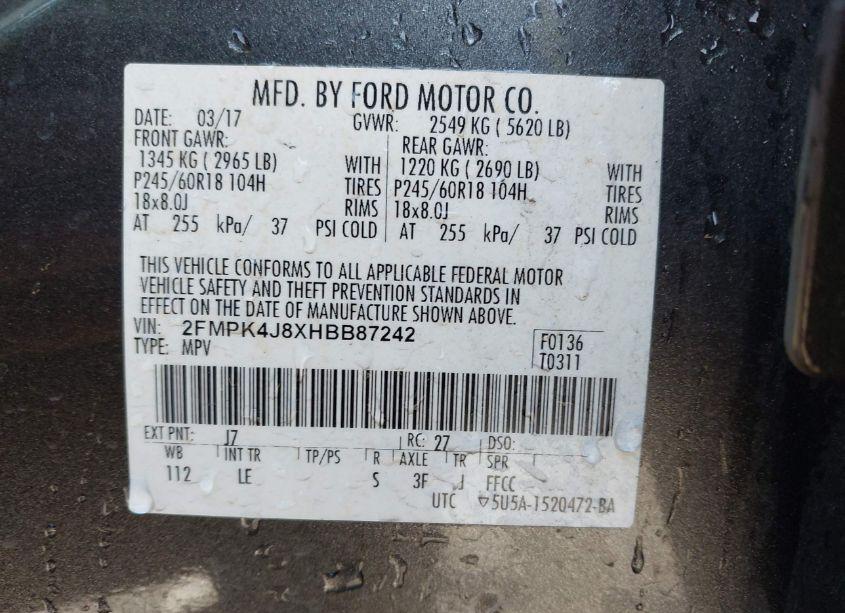 MFD. BY FORD MOTOR CO.
DATE: 03/17 GVWR: 2549 KG ( 5620 LB)
FRONT GAWR: REAR GAWR:
1345 KG ( 2965 LB) WITH 1220 KG ( 2690 LB) WITH
P245/60R18 104H TIRES P245/60R18 104H TIRES
18x8.0J RIMS 18x8.0J RIMS
AT 255 kPa/ 37 PSI COLD AT 255 kPa/ 37 PSI COLD
THIS VEHICLE CONFORMS TO ALL APPLICABLE FEDERAL MOTOR
VEHICLE SAFETY AND THEFT PREVENTION STANDARDS IN
EFFECT ON THE DATE OF MANUFACTURE SHOWN ABOVE.
VIN: 2FMPK4J8XHBB87242 F0136
TYPE: MPV T0311
EXT PNT: J7 RC: 27 DSO:
WB INT TR TP/PS R AXLE TR SPR
112 LE S 3F J FFCC
UTC ▽5U5A-1520472-BA